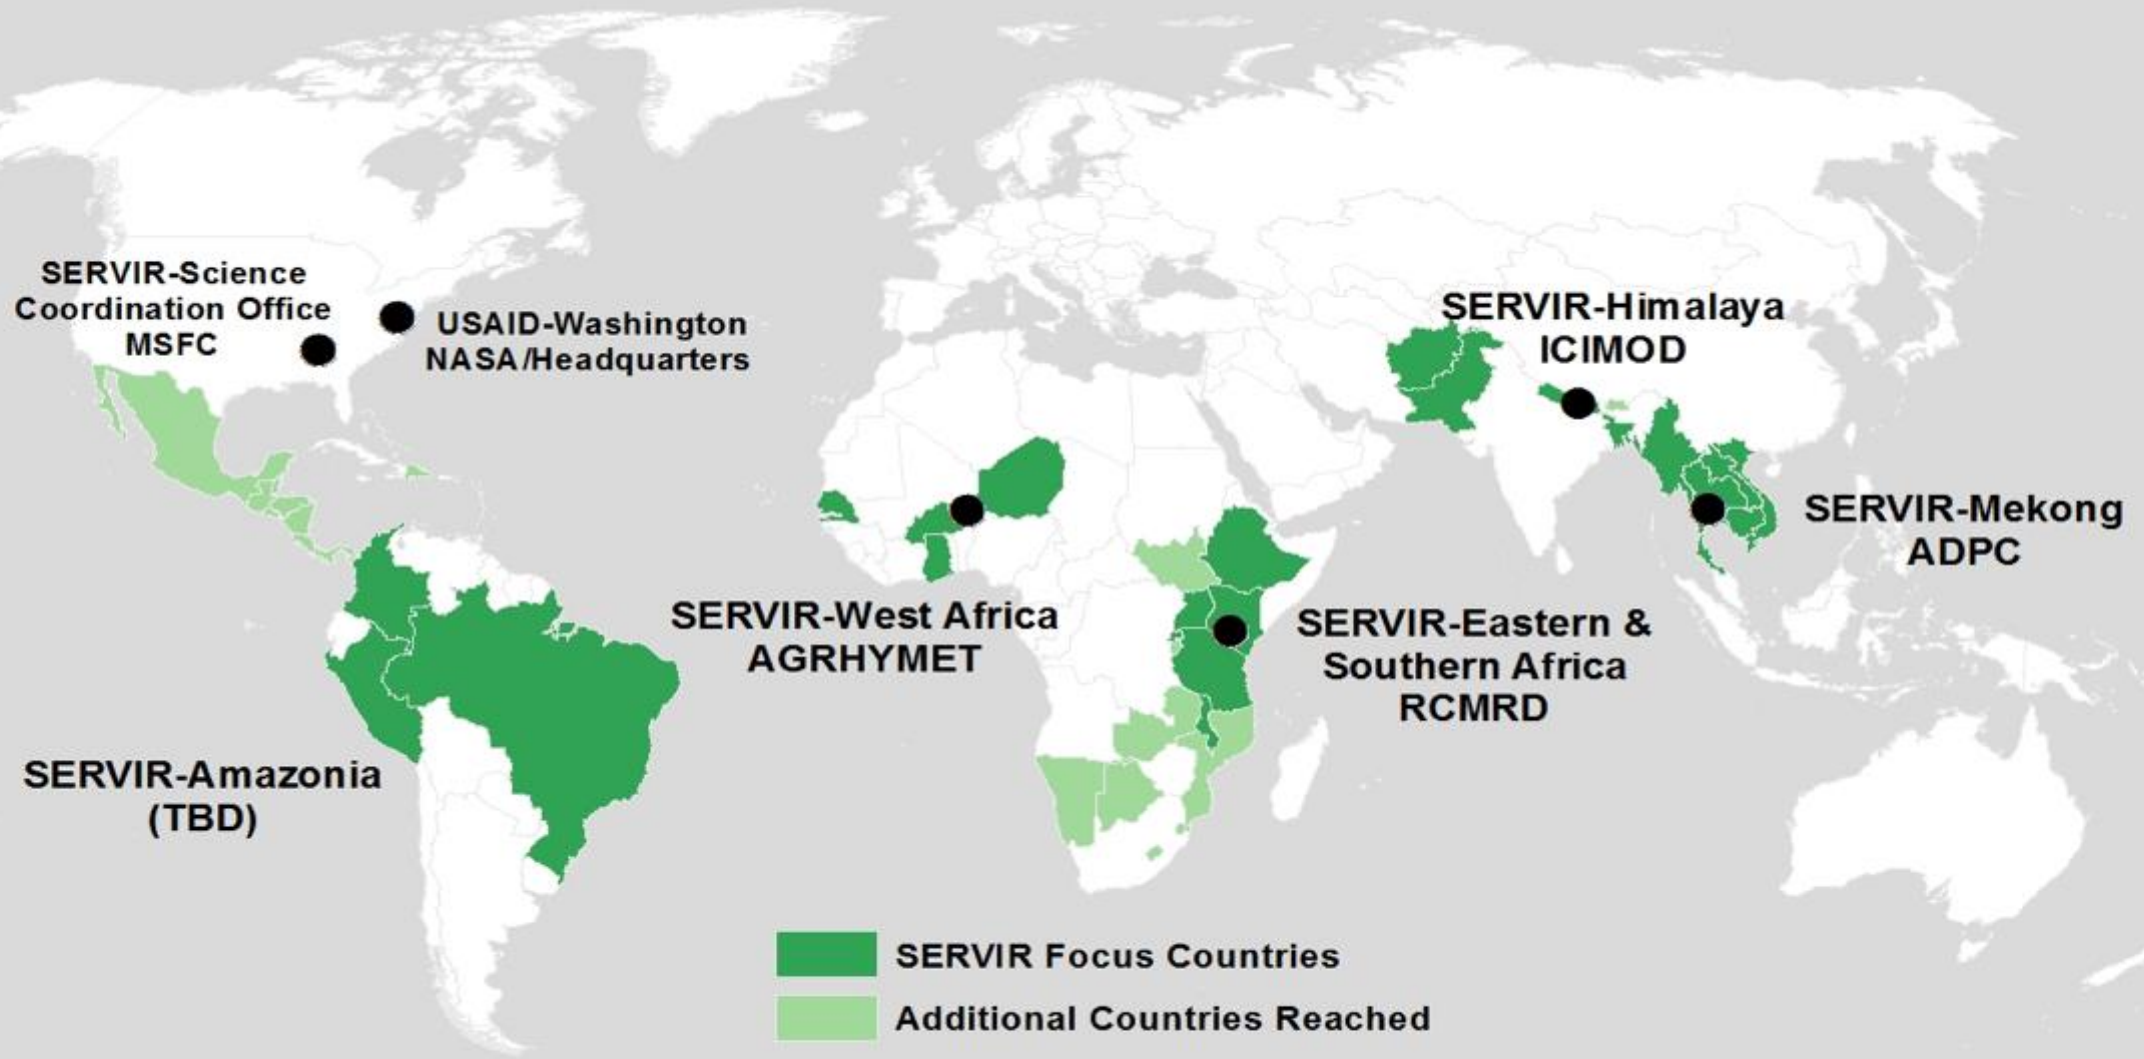 SERVIR-Science
Coordination Office
MSFC
USAID-Washington
NASA/Headquarters
SERVIR-Himalaya
ICIMOD
SERVIR-Mekong
ADPC
SERVIR-West Africa
AGRHYMET
SERVIR-Eastern &
Southern Africa
RCMRD
SERVIR-Amazonia
(TBD)
SERVIR Focus Countries
Additional Countries Reached